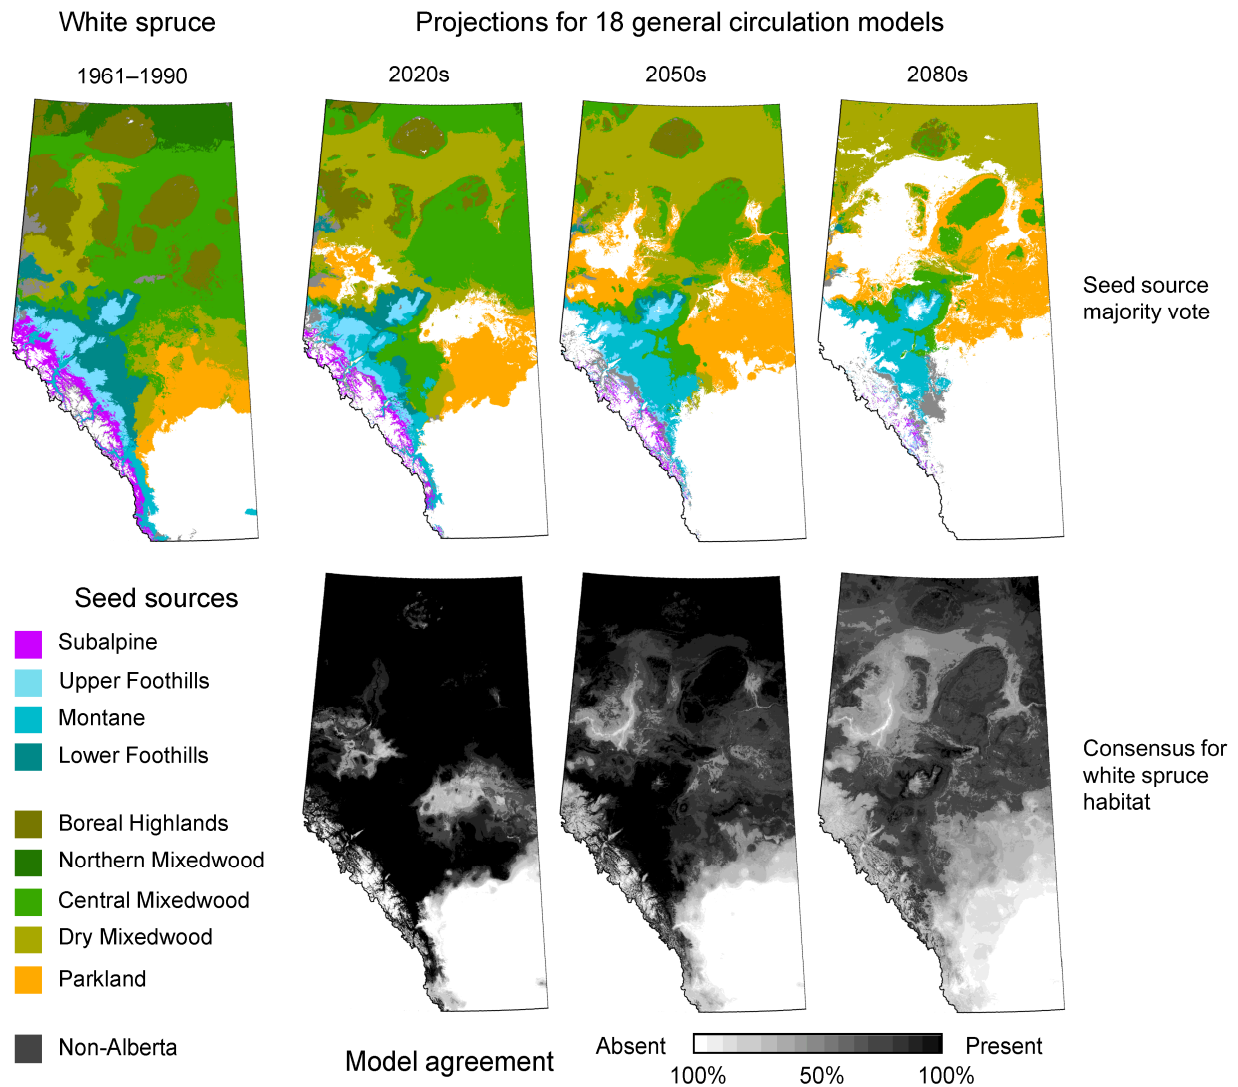 White spruce
Projections for 18 general circulation models
1961–1990
2020s
2050s
2080s
Seed source
majority vote
Seed sources
Subalpine
Upper Foothills
Montane
Lower Foothills
Boreal Highlands
Northern Mixedwood
Central Mixedwood
Dry Mixedwood
Parkland
Non-Alberta
Consensus for
white spruce
habitat
Model agreement
Absent
Present
100%
50%
100%